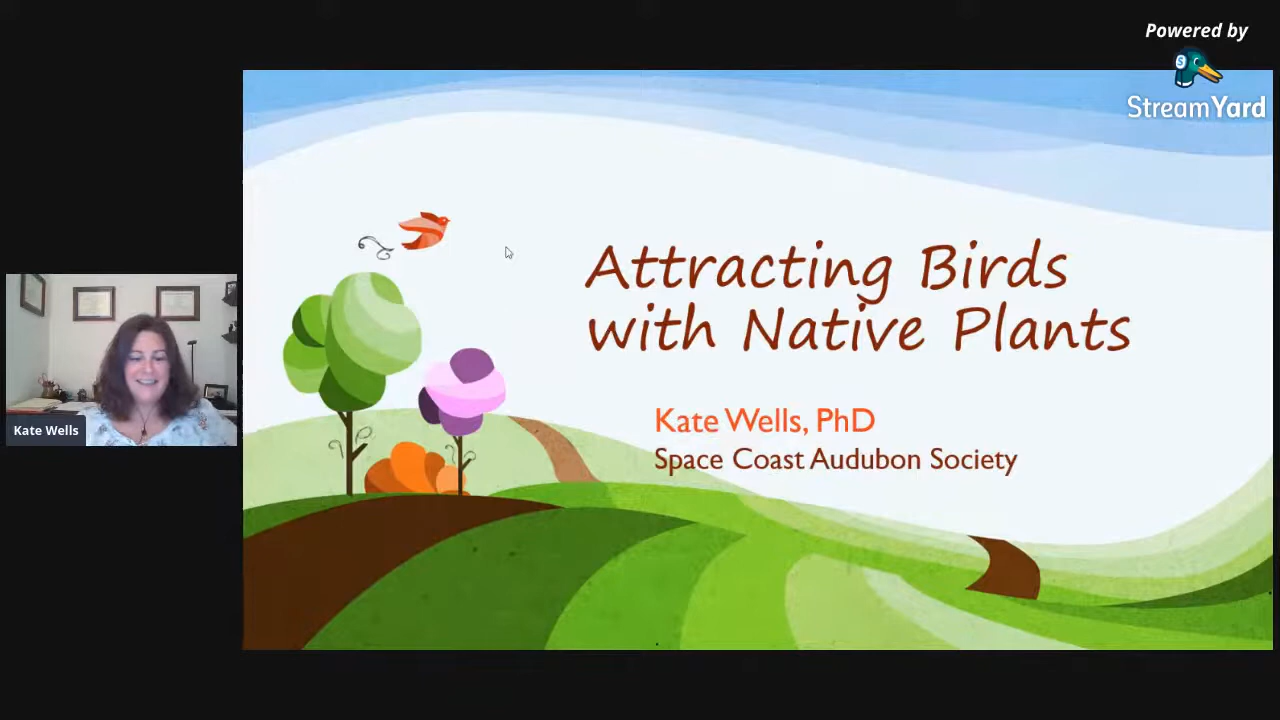 Powered by
S
StreamYard
Attracting Birds
with Native Plants
Kate Wells, PhD
Space Coast Audubon Society
Kate Wells